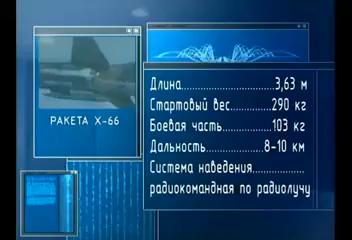 РАКЕТА Х-66
Длина....................3,63 м
Стартовый вес............290 кг
Боевая часть.............103 кг
Дальность................8-10 км
Система наведения..............
радиокомандная по радиолучу